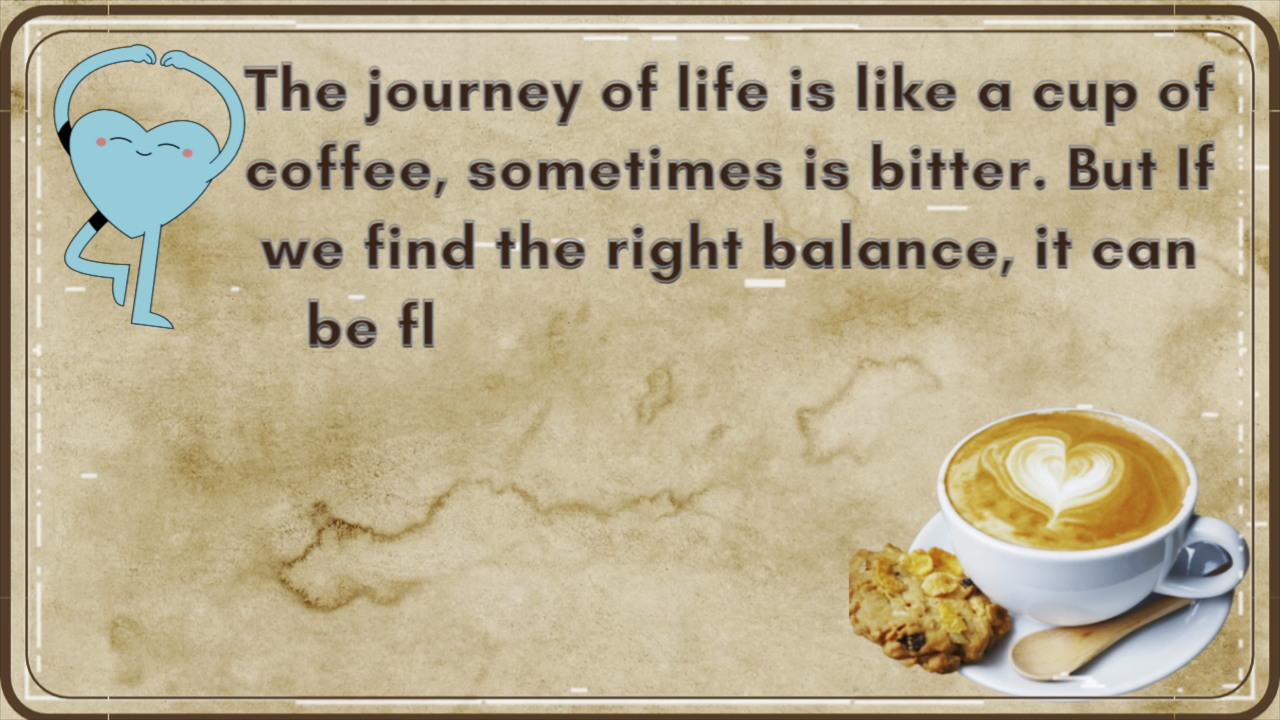 The journey of life is like a cup of
coffee, sometimes is bitter. But If
we find the right balance, it can
be fl